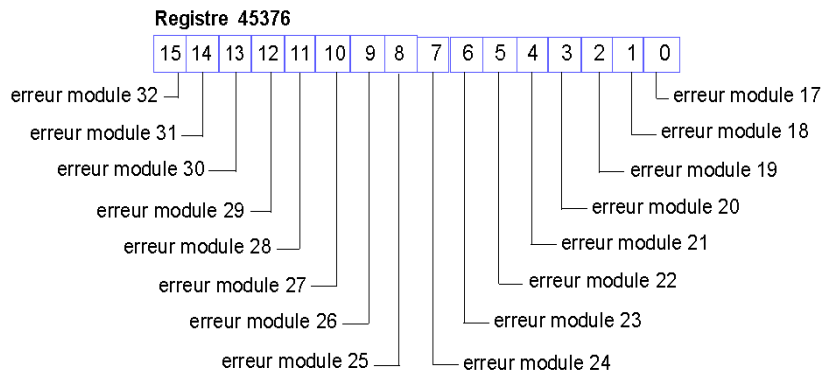 Registre 45376
15 14 13 12 11 10 9 8 7 6 5 4 3 2 1 0
erreur module 32
erreur module 17
erreur module 31
erreur module 18
erreur module 30
erreur module 19
erreur module 29
erreur module 20
erreur module 28
erreur module 21
erreur module 27
erreur module 22
erreur module 26
erreur module 23
erreur module 25
erreur module 24